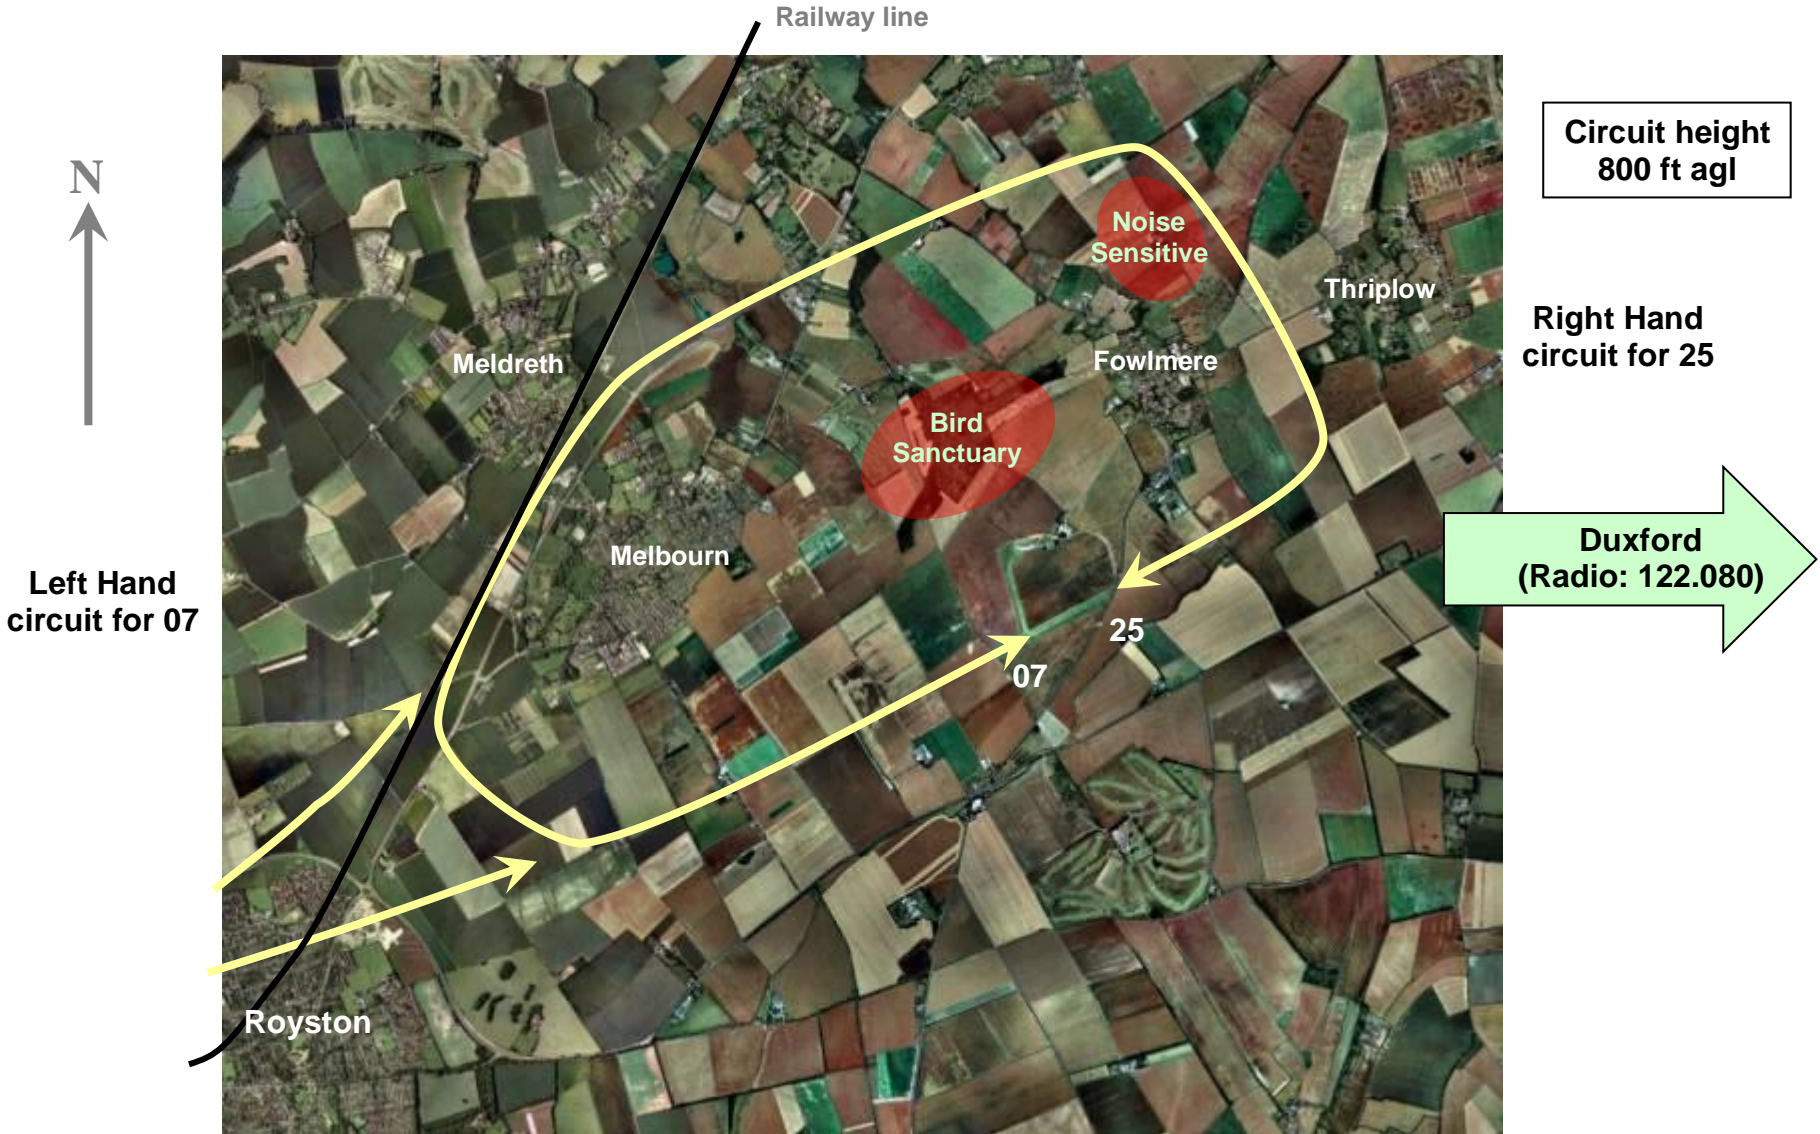 Railway line
N
Circuit height
800 ft agl
Noise
Sensitive
Thriplow
Right Hand
circuit for 25
Meldreth
Fowlmere
Bird
Sanctuary
Duxford
(Radio: 122.080)
Melbourn
Left Hand
circuit for 07
25
07
Royston